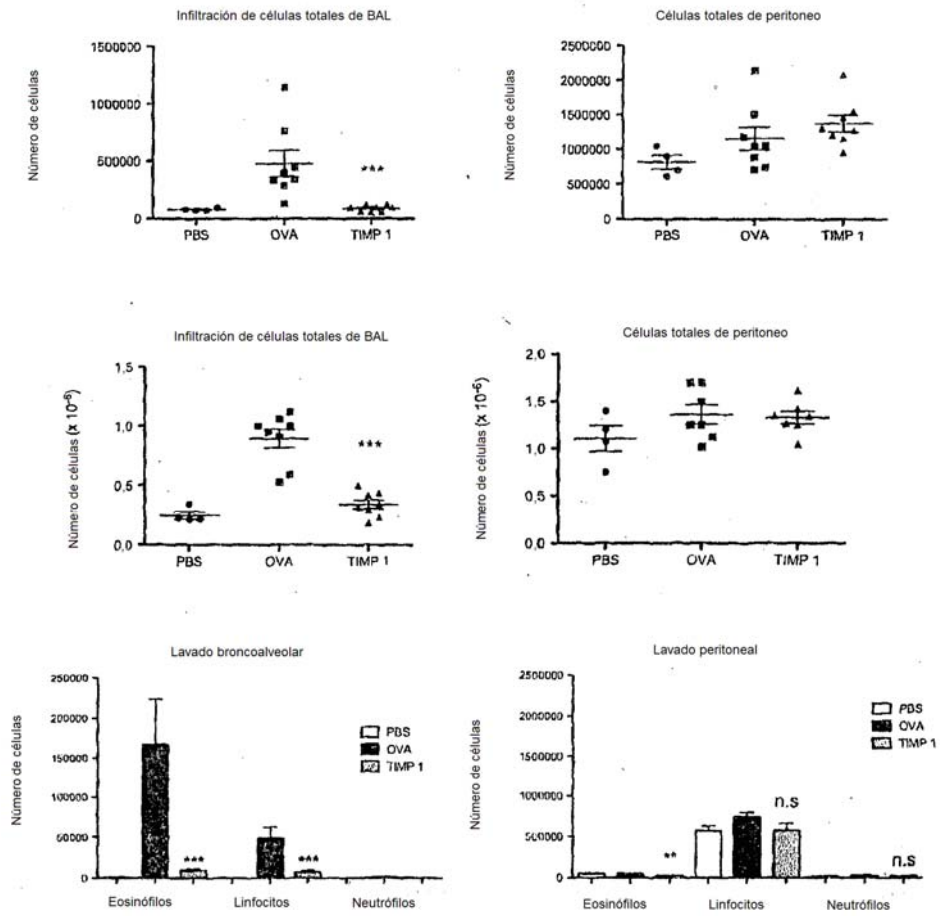 Infiltración de células totales de BAL
Número de células
1500000
1000000
500000
0
PBS OVA TIMP 1
***
Células totales de peritoneo
Número de células
2500000
2000000
1500000
1000000
500000
0
PBS OVA TIMP 1
Infiltración de células totales de BAL
Número de células (x 10⁻⁶)
1,5
1,0
0,5
0,0
PBS OVA TIMP 1
***
Células totales de peritoneo
Número de células (x 10⁻⁶)
2,0
1,5
1,0
0,5
0,0
PBS OVA TIMP 1
Lavado broncoalveolar
Número de células
250000
200000
150000
100000
50000
0
PBS
OVA
TIMP 1
*** ***
Eosinófilos Linfocitos Neutrófilos
Lavado peritoneal
Número de células
2500000
2000000
1500000
1000000
500000
0
PBS
OVA
TIMP 1
** n.s n.s
Eosinófilos Linfocitos Neutrófilos